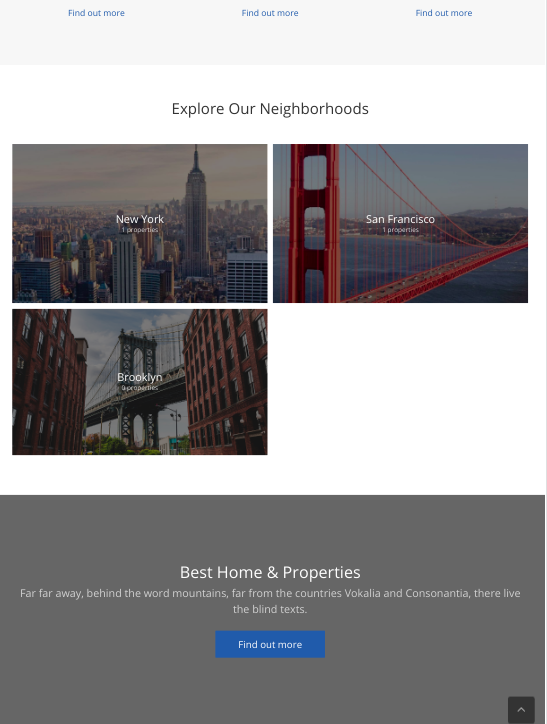 Find out more Find out more Find out more
Explore Our Neighborhoods
New York
1 properties
San Francisco
1 properties
Brooklyn
0 properties
Best Home & Properties
Far far away, behind the word mountains, far from the countries Vokalia and Consonantia, there live
the blind texts.
Find out more